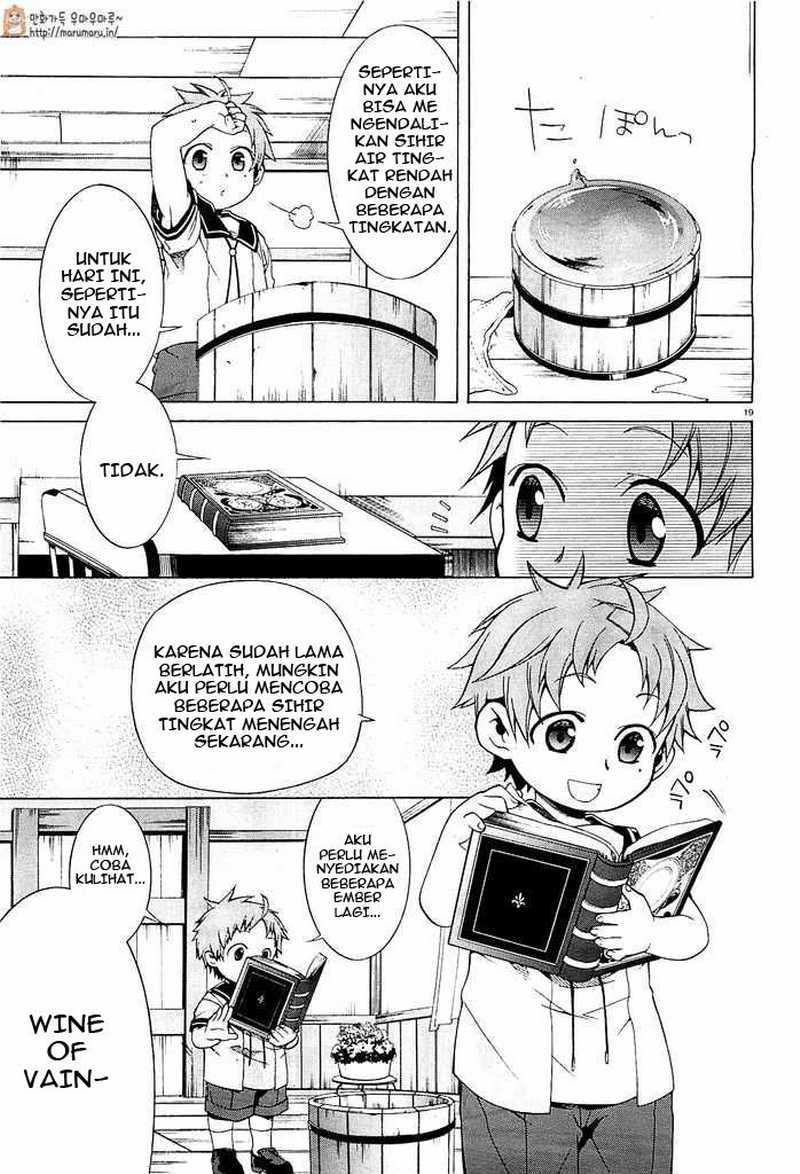 만화가득 우마우마루~
http://marumaru.in/
たぽんっ
SEPERTI-
NYA AKU
BISA ME
NGENDALI-
KAN SIHIR
AIR TING-
KAT RENDAH
DENGAN
BEBERAPA
TINGKATAN.
UNTUK
HARI INI,
SEPERTI-
NYA ITU
SUDAH...
19
TIDAK.
KARENA SUDAH LAMA
BERLATIH, MUNGKIN
AKU PERLU MENCOBA
BEBERAPA SIHIR
TINGKAT MENENGAH
SEKARANG...
AKU
PERLU ME-
NYEDIAKAN
BEBERAPA
EMBER
LAGI...
HMM,
COBA
KULIHAT...
WINE
OF
VAIN-